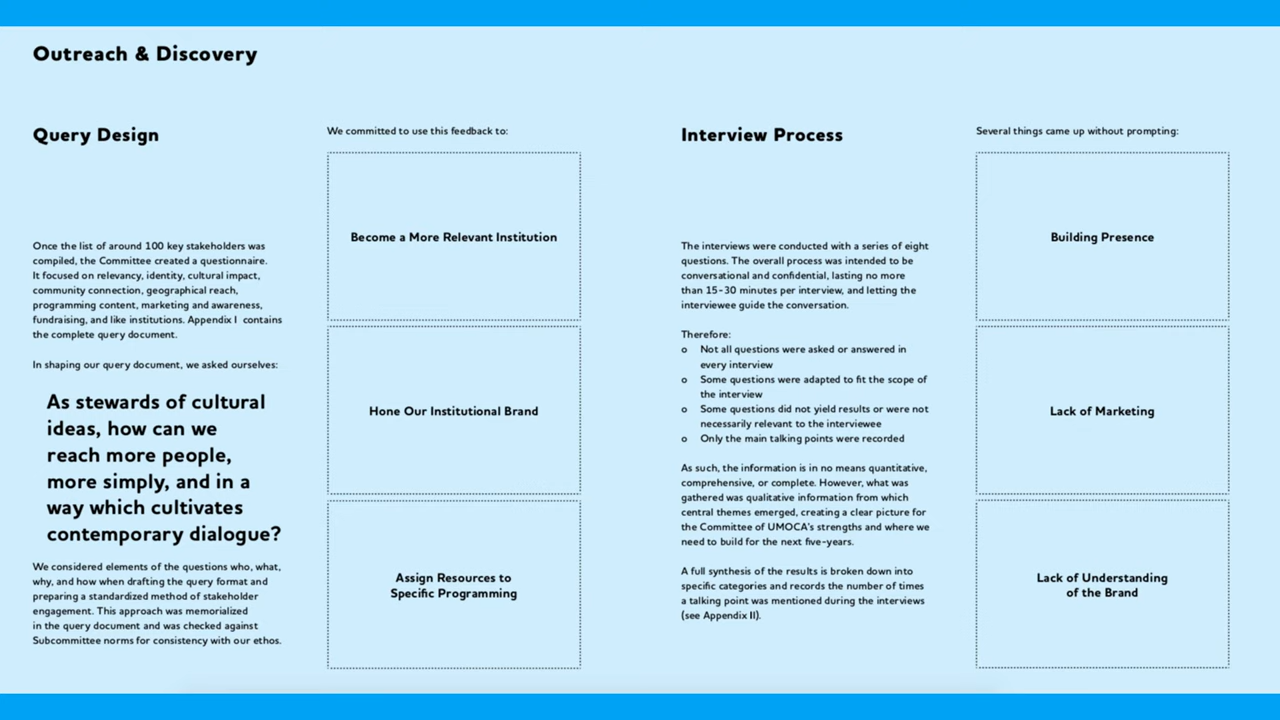 Outreach & Discovery
Query Design
Once the list of around 100 key stakeholders was
compiled, the Committee created a questionnaire.
It focused on relevancy, identity, cultural impact,
community connection, geographical reach,
programming content, marketing and awareness,
fundraising, and like institutions. Appendix I contains
the complete query document.
In shaping our query document, we asked ourselves:
As stewards of cultural
ideas, how can we
reach more people,
more simply, and in a
way which cultivates
contemporary dialogue?
We considered elements of the questions who, what,
why, and how when drafting the query format and
preparing a standardized method of stakeholder
engagement. This approach was memorialized
in the query document and was checked against
Subcommittee norms for consistency with our ethos.
We committed to use this feedback to:
Become a More Relevant Institution
Hone Our Institutional Brand
Assign Resources to
Specific Programming
Interview Process
The interviews were conducted with a series of eight
questions. The overall process was intended to be
conversational and confidential, lasting no more
than 15-30 minutes per interview, and letting the
interviewee guide the conversation.
Therefore:
o Not all questions were asked or answered in
every interview
o Some questions were adapted to fit the scope of
the interview
o Some questions did not yield results or were not
necessarily relevant to the interviewee
o Only the main talking points were recorded
As such, the information is in no means quantitative,
comprehensive, or complete. However, what was
gathered was qualitative information from which
central themes emerged, creating a clear picture for
the Committee of UMOCA's strengths and where we
need to build for the next five-years.
A full synthesis of the results is broken down into
specific categories and records the number of times
a talking point was mentioned during the interviews
(see Appendix II).
Several things came up without prompting:
Building Presence
Lack of Marketing
Lack of Understanding
of the Brand